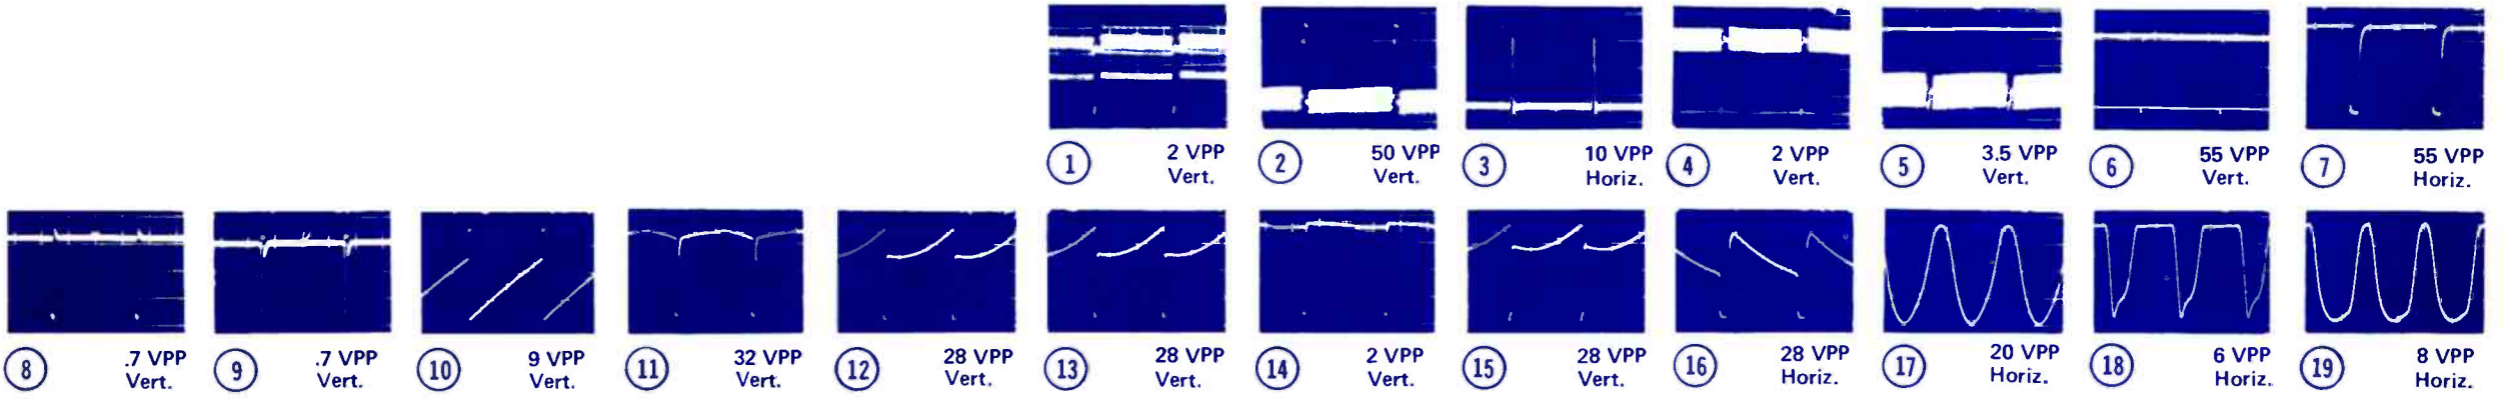 1 2 VPP
Vert.
2 50 VPP
Vert.
3 10 VPP
Horiz.
4 2 VPP
Vert.
5 3.5 VPP
Vert.
6 55 VPP
Vert.
7 55 VPP
Horiz.
8 .7 VPP
Vert.
9 .7 VPP
Vert.
10 9 VPP
Vert.
11 32 VPP
Vert.
12 28 VPP
Vert.
13 28 VPP
Vert.
14 2 VPP
Vert.
15 28 VPP
Vert.
16 28 VPP
Horiz.
17 20 VPP
Horiz.
18 6 VPP
Horiz.
19 8 VPP
Horiz.